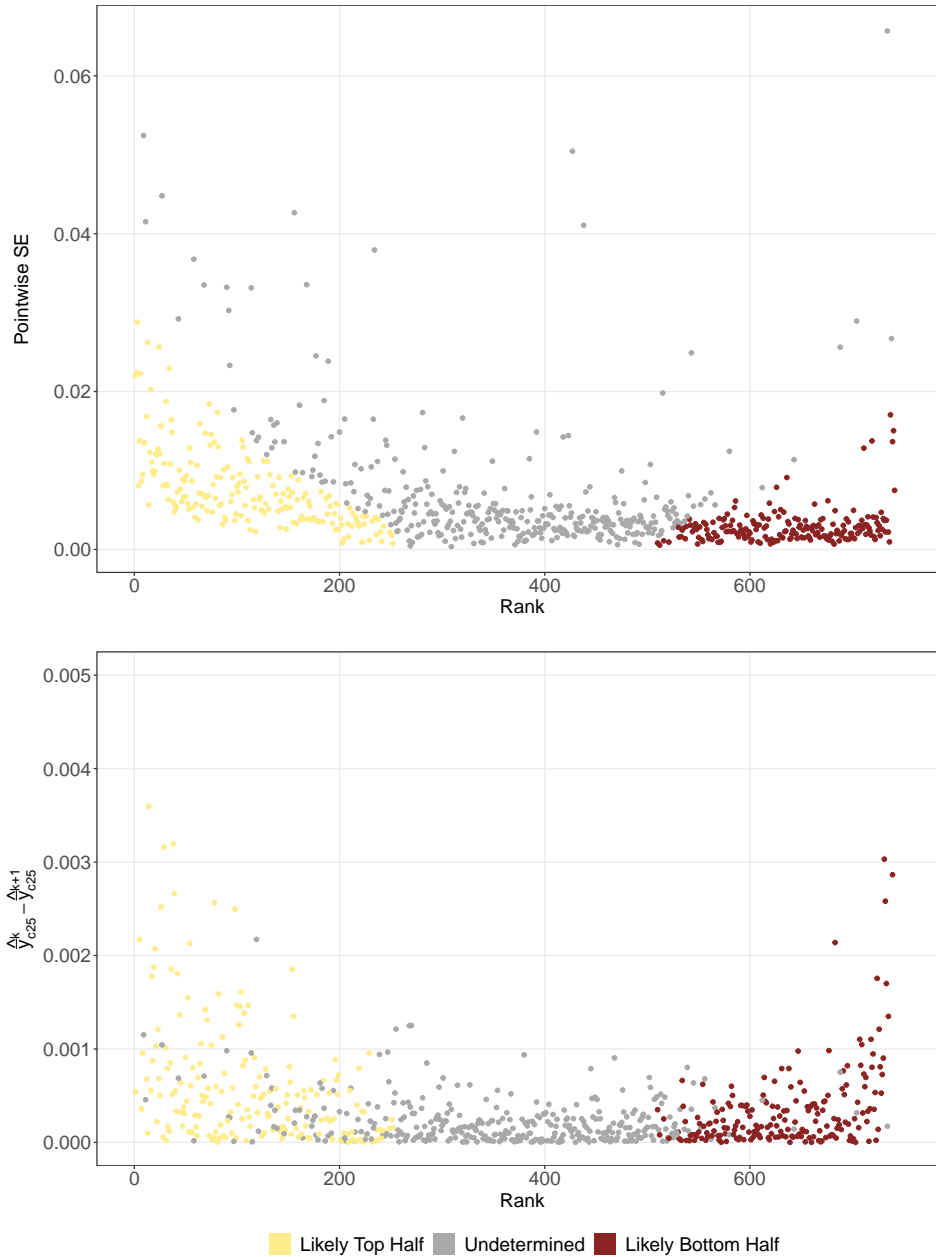 0.06
0.04
0.02
0.00
Pointwise SE
0 200 400 600
Rank
0.005
0.004
0.003
0.002
0.001
0.000
ŷ̄ᵏ_c25 − ŷ̄ᵏ⁺¹_c25
0 200 400 600
Rank
Likely Top Half Undetermined Likely Bottom Half